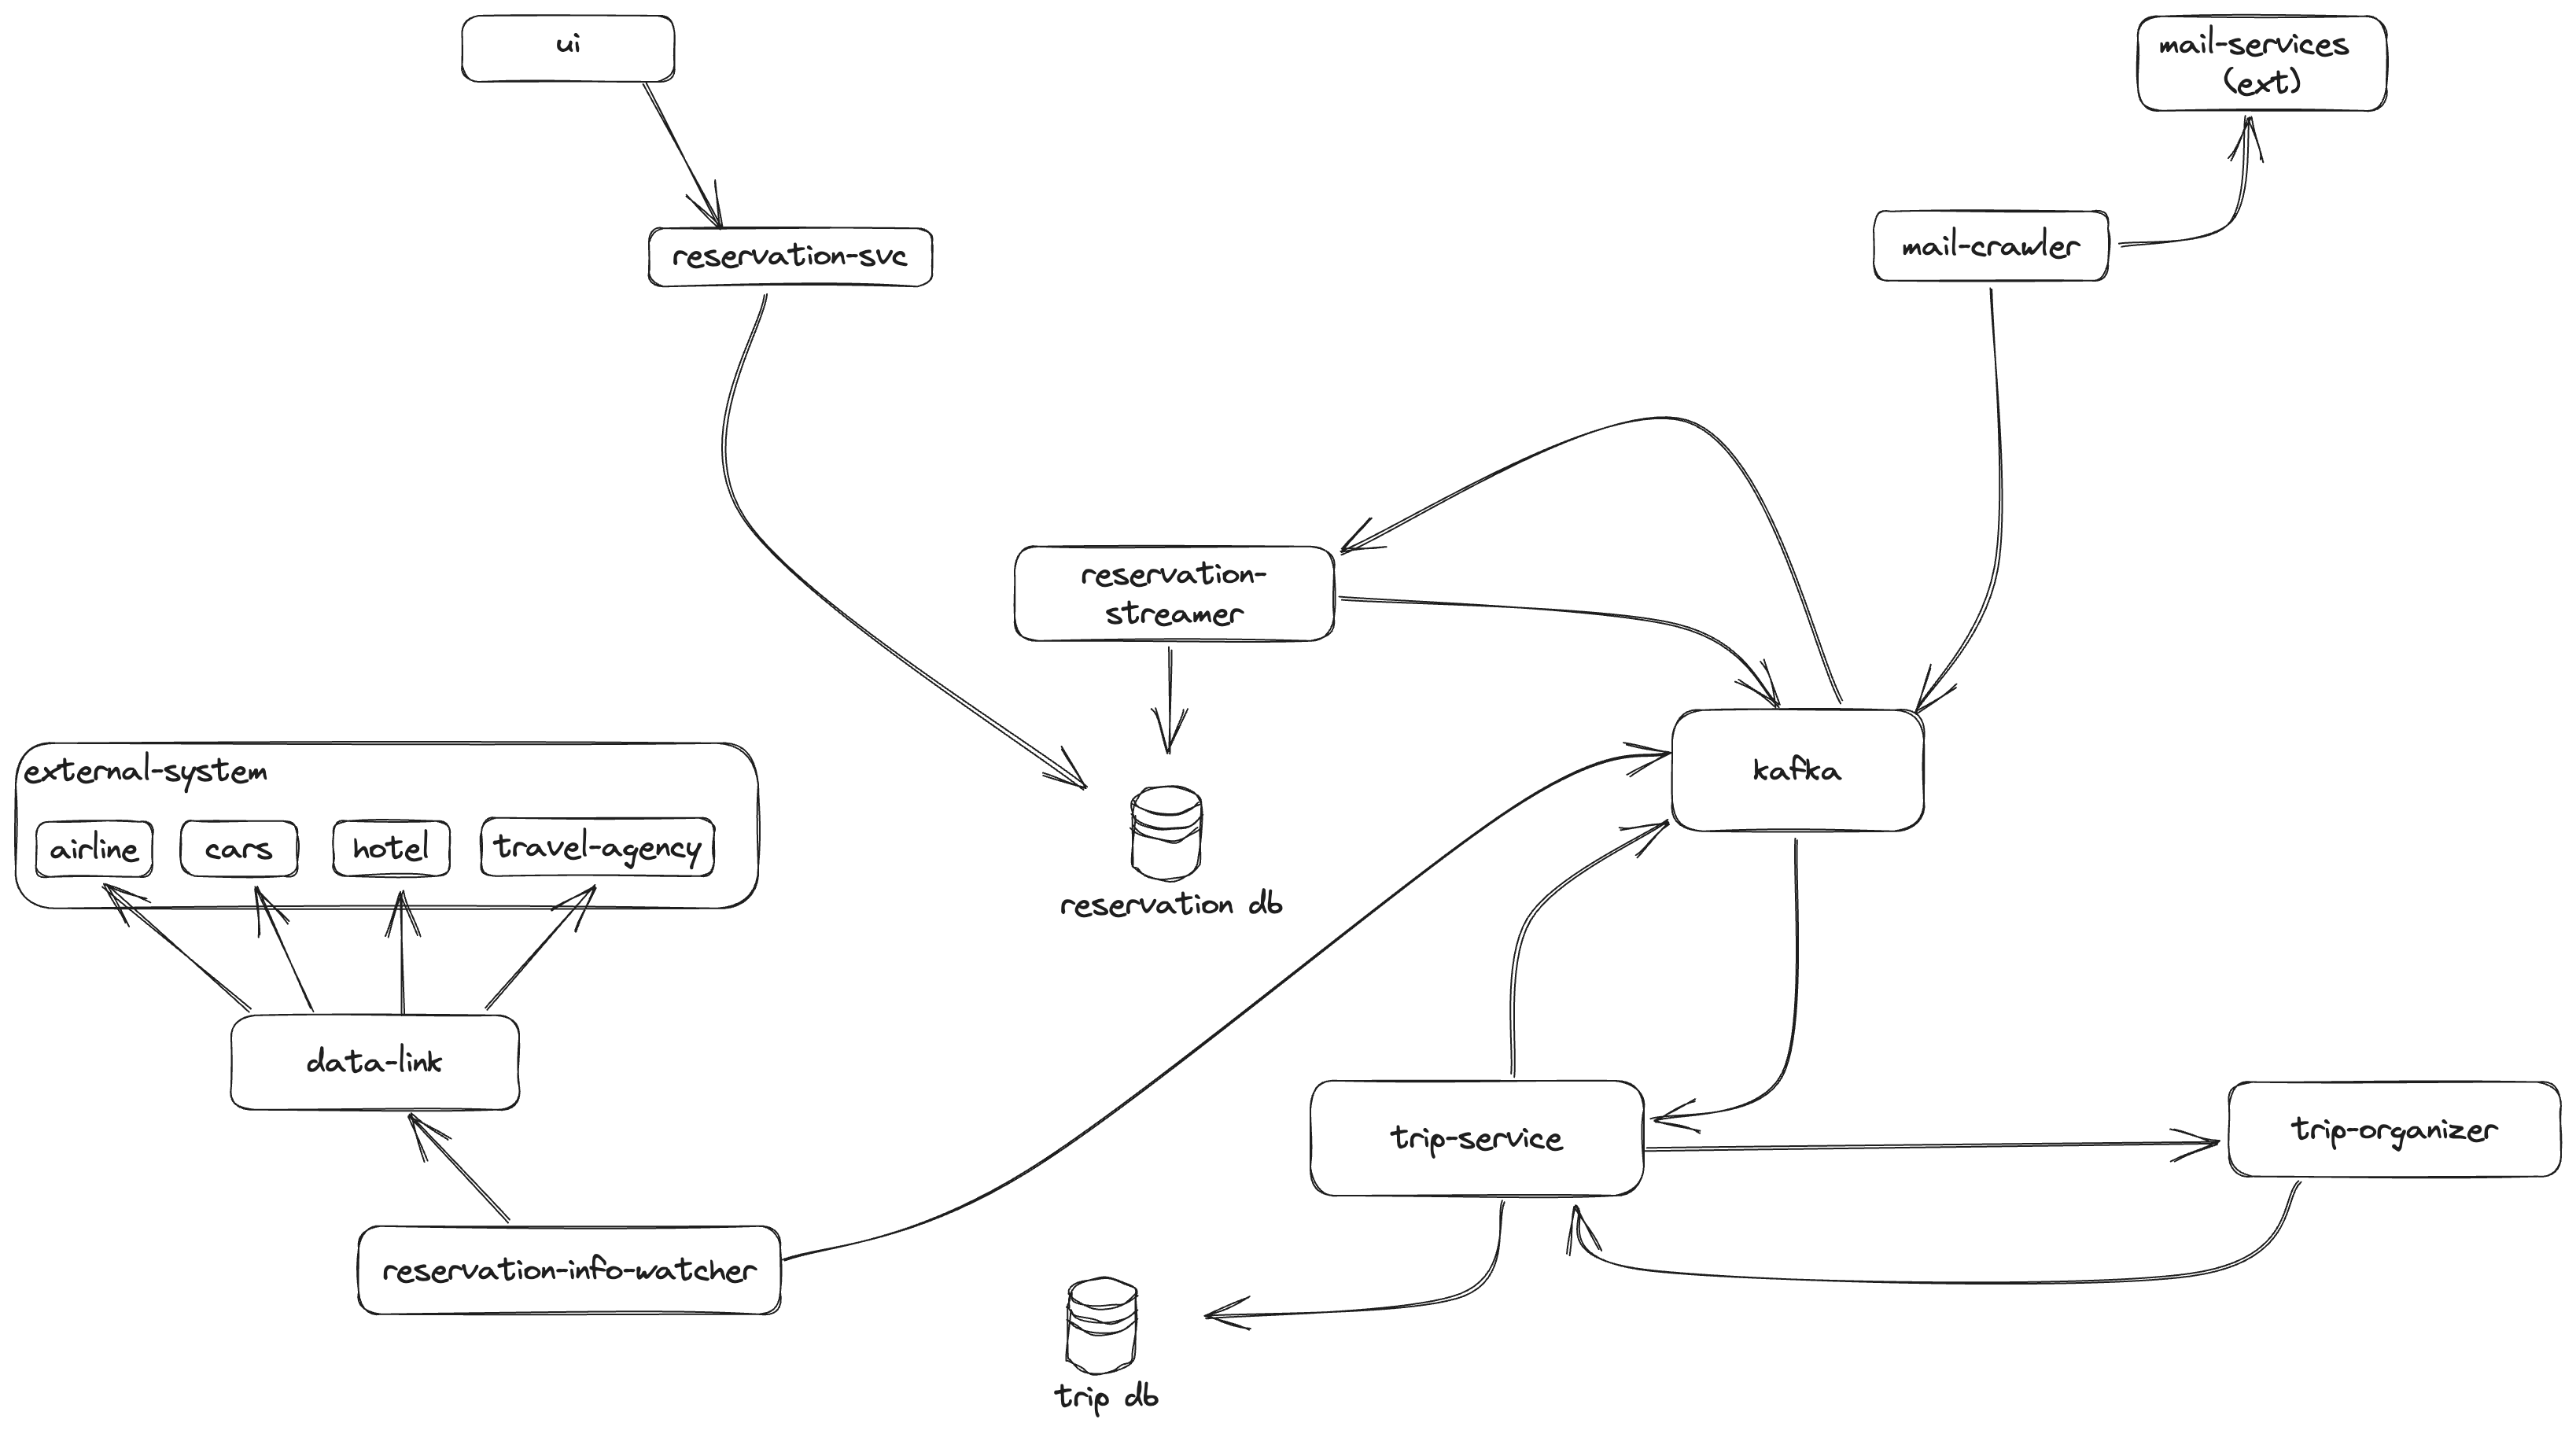 ui
mail-services
(ext)
reservation-svc
mail-crawler
reservation-
streamer
kafka
external-system
airline
cars
hotel
travel-agency
reservation db
data-link
trip-service
trip-organizer
reservation-info-watcher
trip db